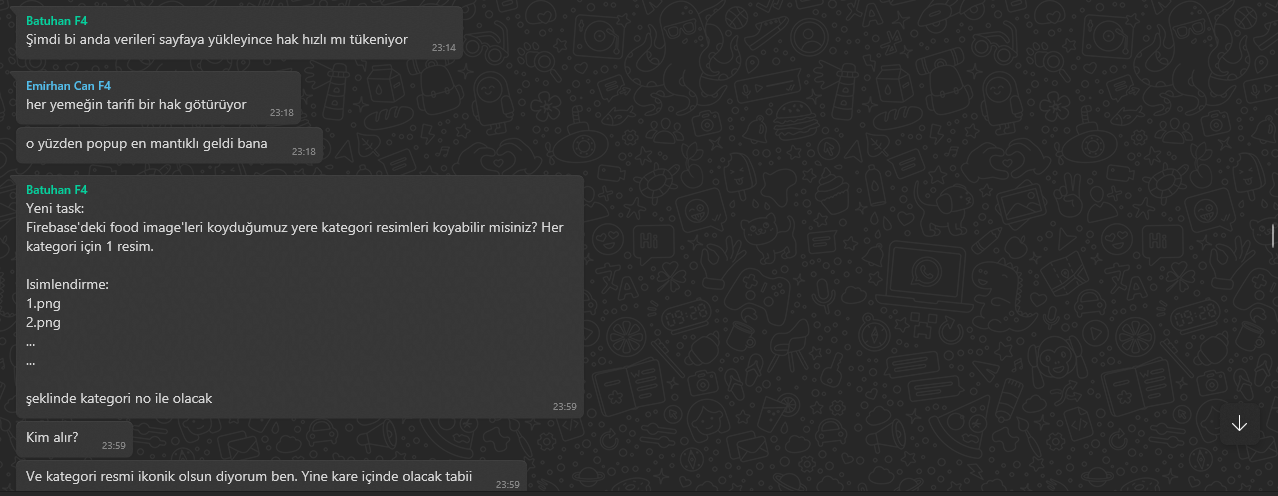 Batuhan F4
Şimdi bi anda verileri sayfaya yükleyince hak hızlı mı tükeniyor
23:14
Emirhan Can F4
her yemeğin tarifi bir hak götürüyor
23:18
o yüzden popup en mantıklı geldi bana
23:18
Batuhan F4
Yeni task:
Firebase'deki food image'leri koyduğumuz yere kategori resimleri koyabilir misiniz? Her
kategori için 1 resim.
Isimlendirme:
1.png
2.png
...
...
şeklinde kategori no ile olacak
23:59
Kim alır?
23:59
Ve kategori resmi ikonik olsun diyorum ben. Yine kare içinde olacak tabii
23:59